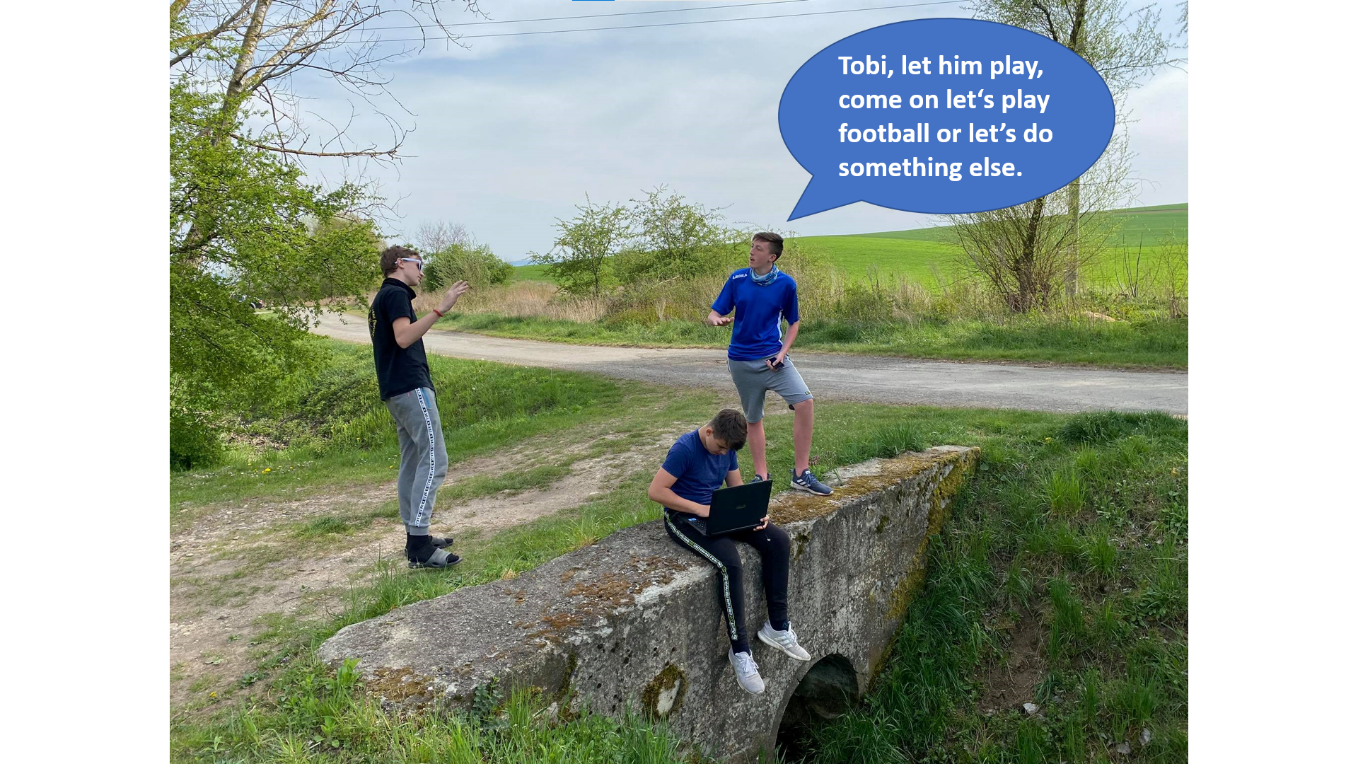 Tobi, let him play,
come on let‘s play
football or let’s do
something else.